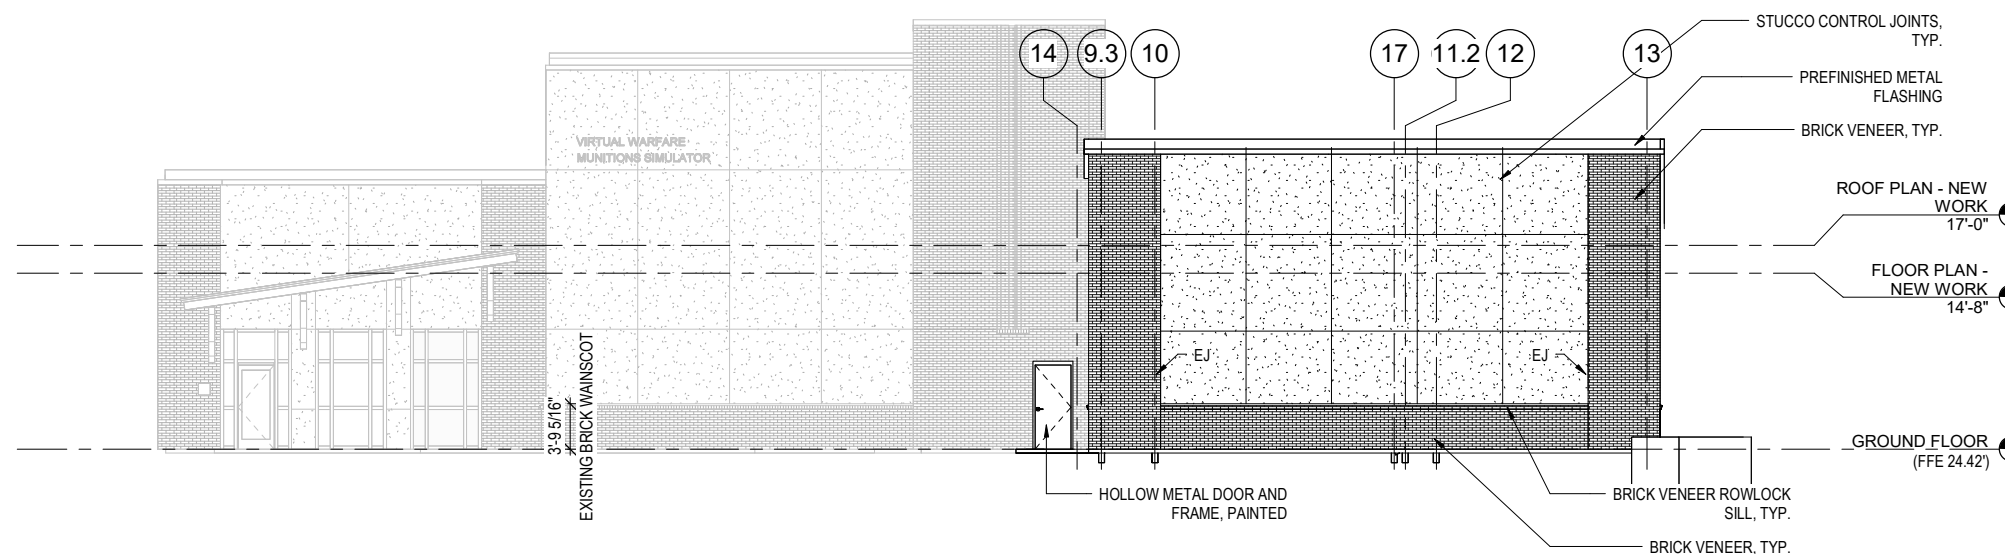 STUCCO CONTROL JOINTS,
TYP.
14
9.3
10
17
11.2
12
13
PREFINISHED METAL
FLASHING
BRICK VENEER, TYP.
VIRTUAL WARFARE
MUNITIONS SIMULATOR
ROOF PLAN - NEW
WORK
17'-0"
FLOOR PLAN -
NEW WORK
14'-8"
EJ
EJ
3'-9 5/16"
EXISTING BRICK WAINSCOT
GROUND FLOOR
(FFE 24.42')
HOLLOW METAL DOOR AND
FRAME, PAINTED
BRICK VENEER ROWLOCK
SILL, TYP.
BRICK VENEER, TYP.